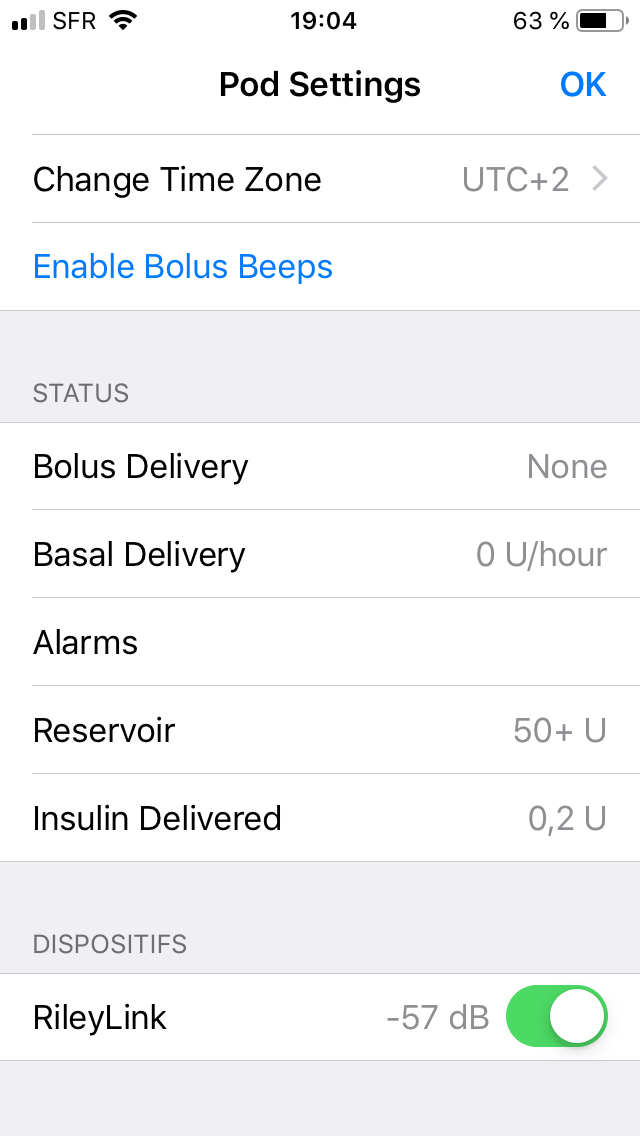 SFR 19:04 63 %
Pod Settings OK
Change Time Zone UTC+2
Enable Bolus Beeps
STATUS
Bolus Delivery None
Basal Delivery 0 U/hour
Alarms
Reservoir 50+ U
Insulin Delivered 0,2 U
DISPOSITIFS
RileyLink -57 dB